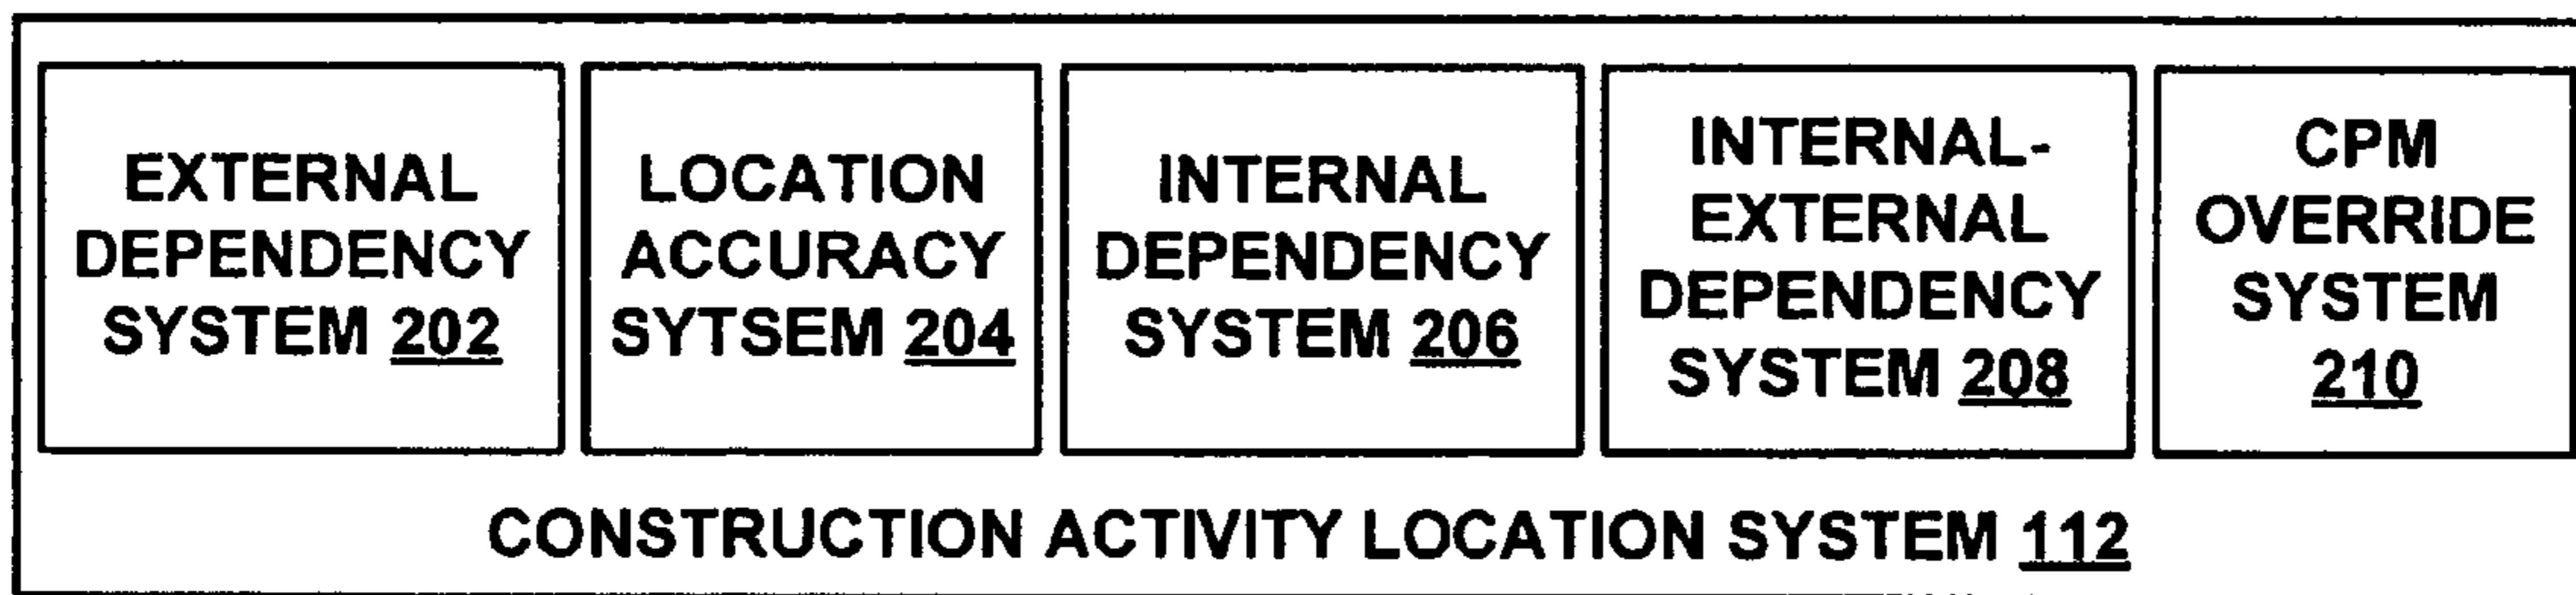 EXTERNAL
DEPENDENCY
SYSTEM 202
LOCATION
ACCURACY
SYTSEM 204
INTERNAL
DEPENDENCY
SYSTEM 206
INTERNAL-
EXTERNAL
DEPENDENCY
SYSTEM 208
CPM
OVERRIDE
SYSTEM
210
CONSTRUCTION ACTIVITY LOCATION SYSTEM 112